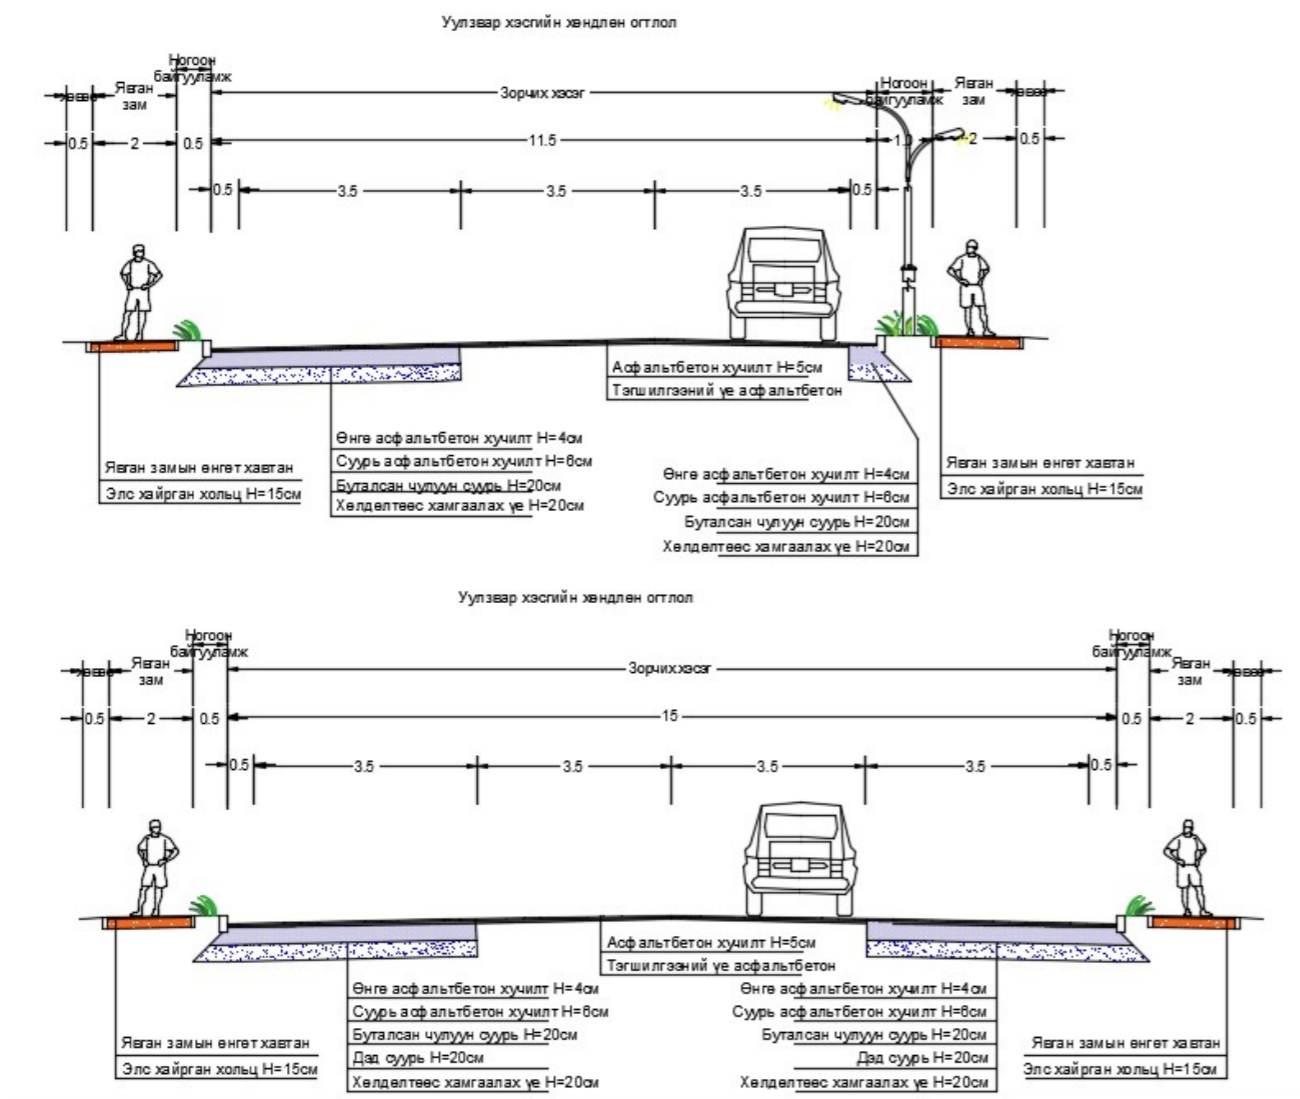 Уулзвар хэсгийн хөндлөн огтлол
Ногоон
байгууламж
Явган
зам
Зорчих хэсэг
Ногоон
байгууламж
Явган
зам
0.5
2
0.5
11.5
2
0.5
0.5
3.5
3.5
3.5
0.5
Асфальтбетон хучилт H=5см
Тэгшилгээний үе асфальтбетон
Өнгө асфальтбетон хучилт H=4см
Суурь асфальтбетон хучилт H=6см
Буталсан чулуун суурь H=20см
Хөлдөлтөөс хамгаалах үе H=20см
Явган замын өнгөт хавтан
Элс хайрган хольц H=15см
Өнгө асфальтбетон хучилт H=4см
Суурь асфальтбетон хучилт H=6см
Буталсан чулуун суурь H=20см
Хөлдөлтөөс хамгаалах үе H=20см
Явган замын өнгөт хавтан
Элс хайрган хольц H=15см
Уулзвар хэсгийн хөндлөн огтлол
Ногоон
байгууламж
Явган
зам
Зорчих хэсэг
Ногоон
байгууламж
Явган
зам
0.5
2
0.5
15
0.5
2
0.5
0.5
3.5
3.5
3.5
3.5
0.5
Асфальтбетон хучилт H=5см
Тэгшилгээний үе асфальтбетон
Өнгө асфальтбетон хучилт H=4см
Суурь асфальтбетон хучилт H=6см
Буталсан чулуун суурь H=20см
Дэд суурь H=20см
Хөлдөлтөөс хамгаалах үе H=20см
Өнгө асфальтбетон хучилт H=4см
Суурь асфальтбетон хучилт H=6см
Буталсан чулуун суурь H=20см
Дэд суурь H=20см
Хөлдөлтөөс хамгаалах үе H=20см
Явган замын өнгөт хавтан
Элс хайрган хольц H=15см
Явган замын өнгөт хавтан
Элс хайрган хольц H=15см